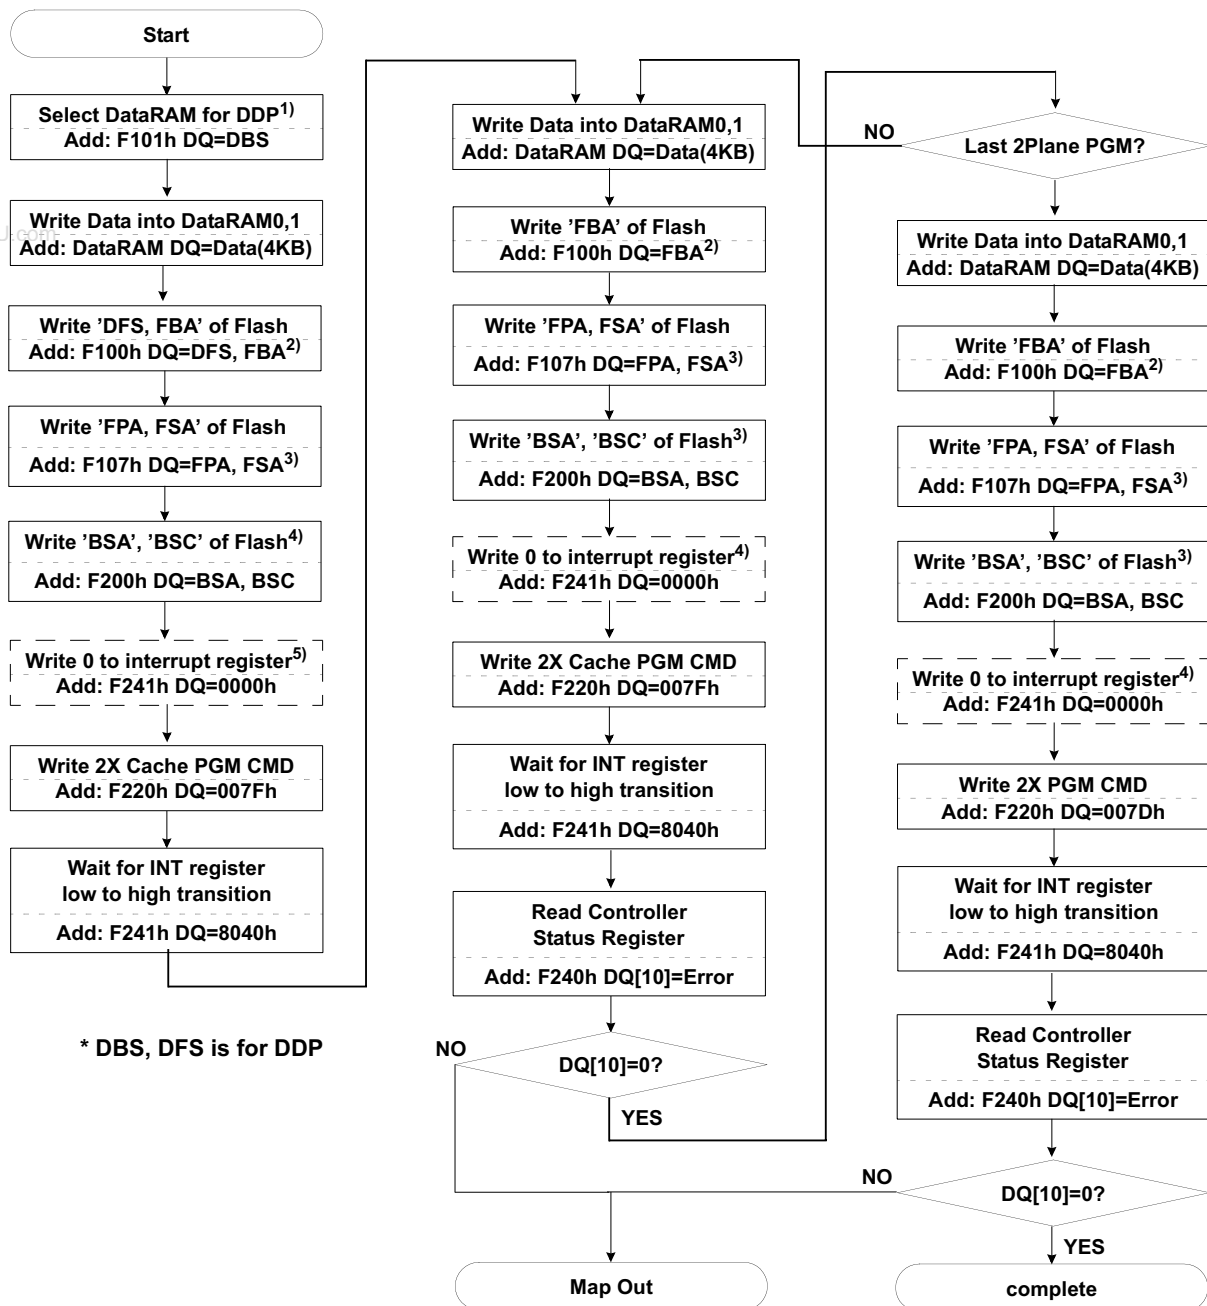 Start
Select DataRAM for DDP1)
Add: F101h DQ=DBS
Write Data into DataRAM0,1
Add: DataRAM DQ=Data(4KB)
Write 'DFS, FBA' of Flash
Add: F100h DQ=DFS, FBA2)
Write 'FPA, FSA' of Flash
Add: F107h DQ=FPA, FSA3)
Write 'BSA', 'BSC' of Flash4)
Add: F200h DQ=BSA, BSC
Write 0 to interrupt register5)
Add: F241h DQ=0000h
Write 2X Cache PGM CMD
Add: F220h DQ=007Fh
Wait for INT register
low to high transition
Add: F241h DQ=8040h
* DBS, DFS is for DDP
Write Data into DataRAM0,1
Add: DataRAM DQ=Data(4KB)
Write 'FBA' of Flash
Add: F100h DQ=FBA2)
Write 'FPA, FSA' of Flash
Add: F107h DQ=FPA, FSA3)
Write 'BSA', 'BSC' of Flash3)
Add: F200h DQ=BSA, BSC
Write 0 to interrupt register4)
Add: F241h DQ=0000h
Write 2X Cache PGM CMD
Add: F220h DQ=007Fh
Wait for INT register
low to high transition
Add: F241h DQ=8040h
Read Controller
Status Register
Add: F240h DQ[10]=Error
NO
DQ[10]=0?
YES
Map Out
NO
Last 2Plane PGM?
Write Data into DataRAM0,1
Add: DataRAM DQ=Data(4KB)
Write 'FBA' of Flash
Add: F100h DQ=FBA2)
Write 'FPA, FSA' of Flash
Add: F107h DQ=FPA, FSA3)
Write 'BSA', 'BSC' of Flash3)
Add: F200h DQ=BSA, BSC
Write 0 to interrupt register4)
Add: F241h DQ=0000h
Write 2X PGM CMD
Add: F220h DQ=007Dh
Wait for INT register
low to high transition
Add: F241h DQ=8040h
Read Controller
Status Register
Add: F240h DQ[10]=Error
NO
DQ[10]=0?
YES
complete